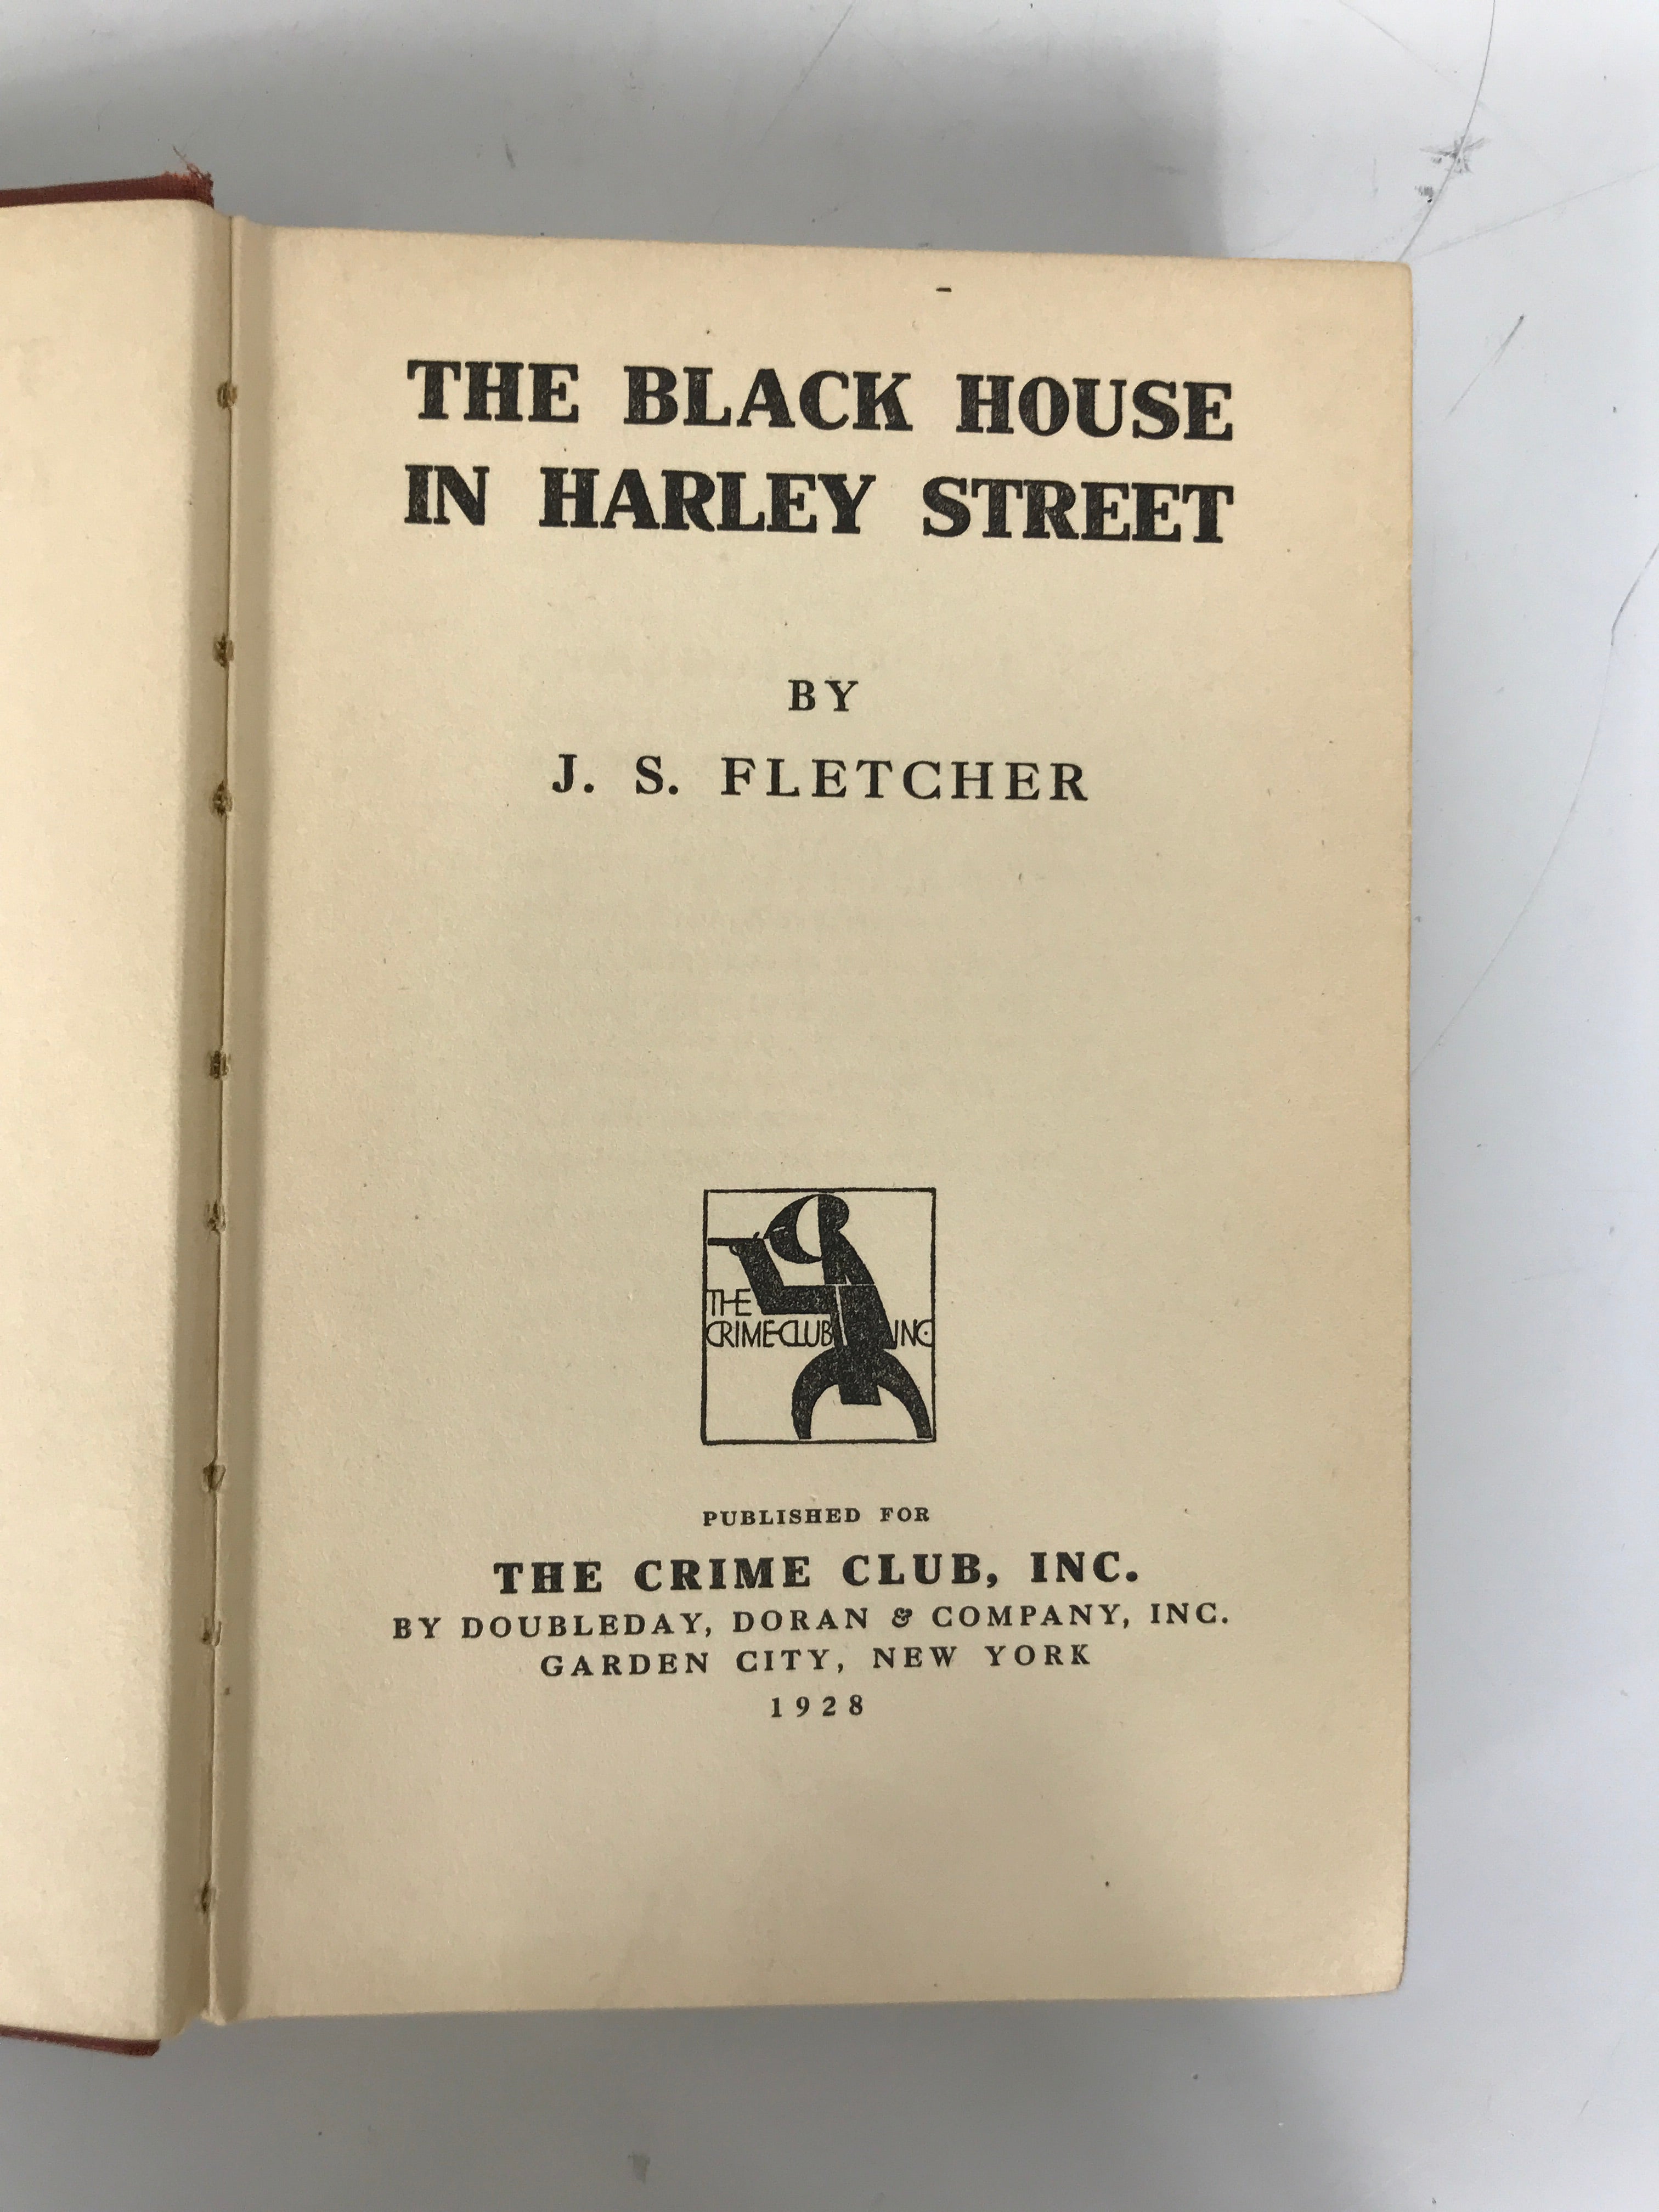 THE BLACK HOUSE
IN HARLEY STREET
BY
J. S. FLETCHER
THE
CRIME-CLUB INC.
PUBLISHED FOR
THE CRIME CLUB, INC.
BY DOUBLEDAY, DORAN & COMPANY, INC.
GARDEN CITY, NEW YORK
1928